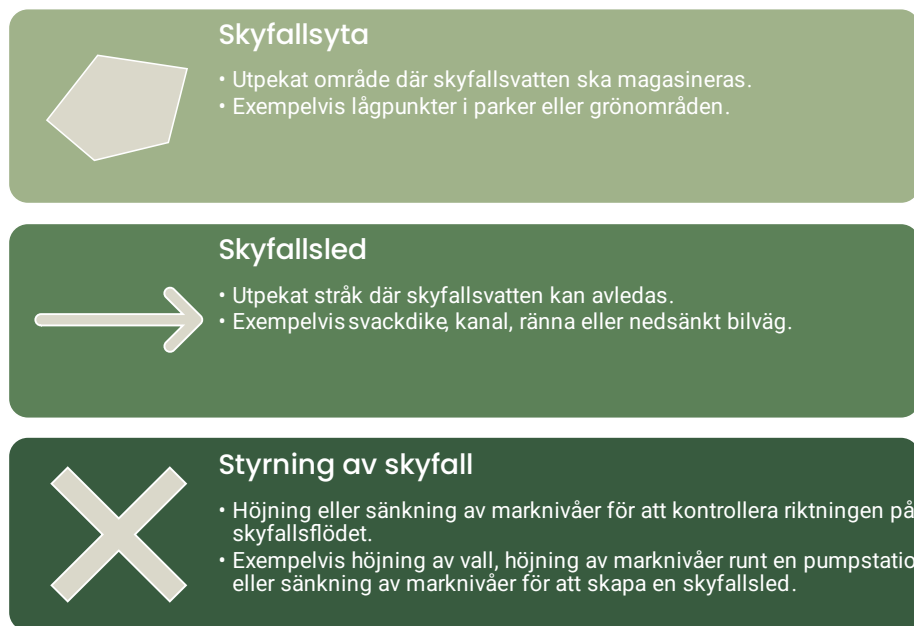 Skyfallsyta
• Utpekat område där skyfallsvatten ska magasineras.
• Exempelvis lågpunkter i parker eller grönområden.
Skyfallsled
• Utpekat stråk där skyfallsvatten kan avledas.
• Exempelvis svackdike, kanal, ränna eller nedsänkt bilväg.
Styrning av skyfall
• Höjning eller sänkning av marknivåer för att kontrollera riktningen på
skyfallsflödet.
• Exempelvis höjning av vall, höjning av marknivåer runt en pumpstatio
eller sänkning av marknivåer för att skapa en skyfallsled.